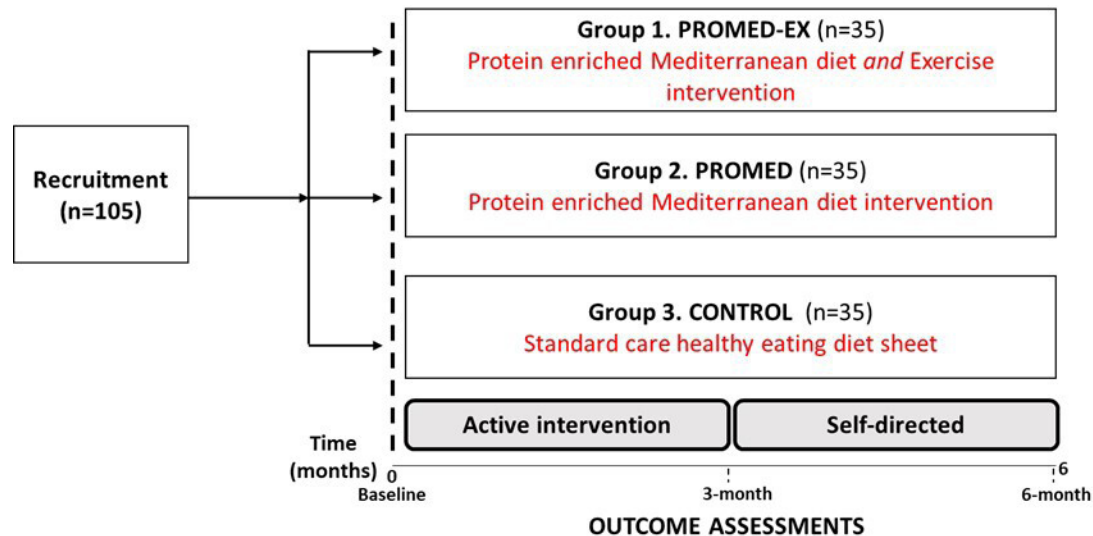 Group 1. PROMED-EX (n=35)
Protein enriched Mediterranean diet and Exercise
intervention
Recruitment
(n=105)
Group 2. PROMED (n=35)
Protein enriched Mediterranean diet intervention
Group 3. CONTROL (n=35)
Standard care healthy eating diet sheet
Active intervention
Self-directed
Time
(months)
0
6
Baseline
3-month
6-month
OUTCOME ASSESSMENTS